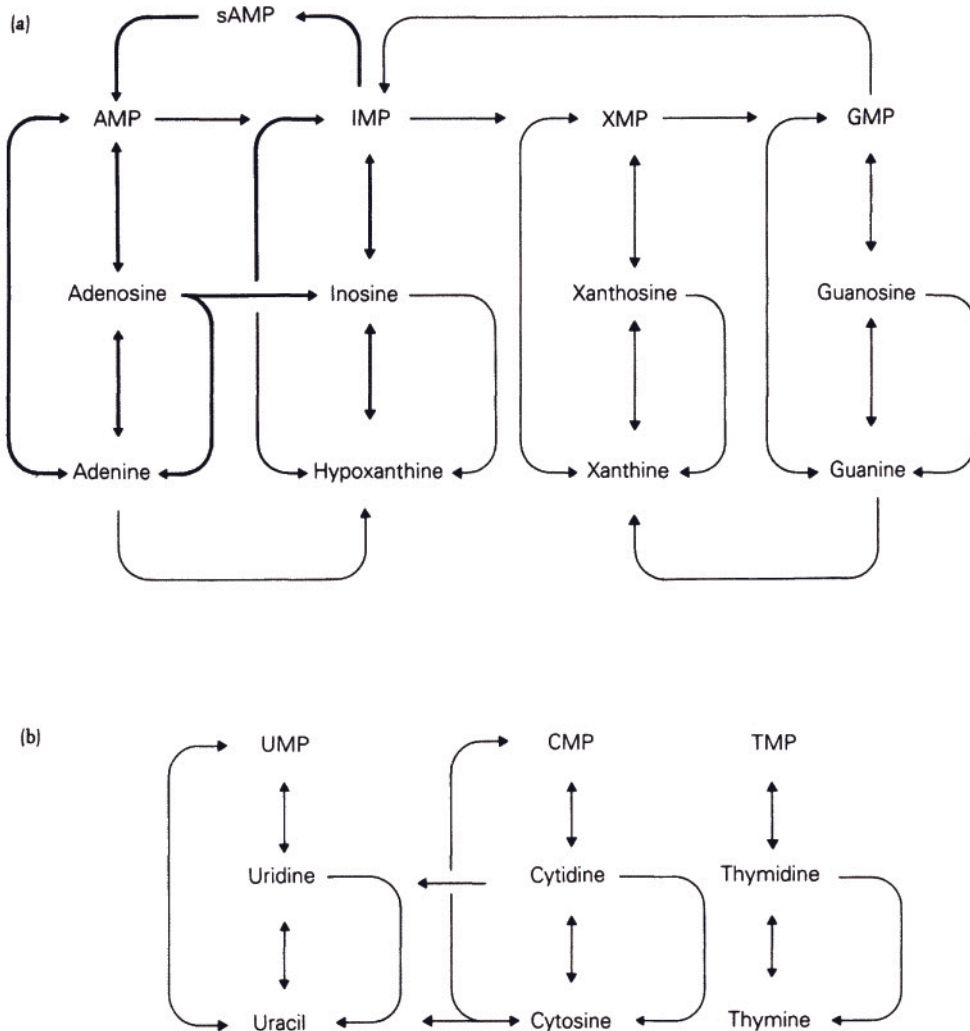 (a)
sAMP
AMP IMP XMP GMP
Adenosine Inosine Xanthosine Guanosine
Adenine Hypoxanthine Xanthine Guanine
(b)
UMP CMP TMP
Uridine Cytidine Thymidine
Uracil Cytosine Thymine